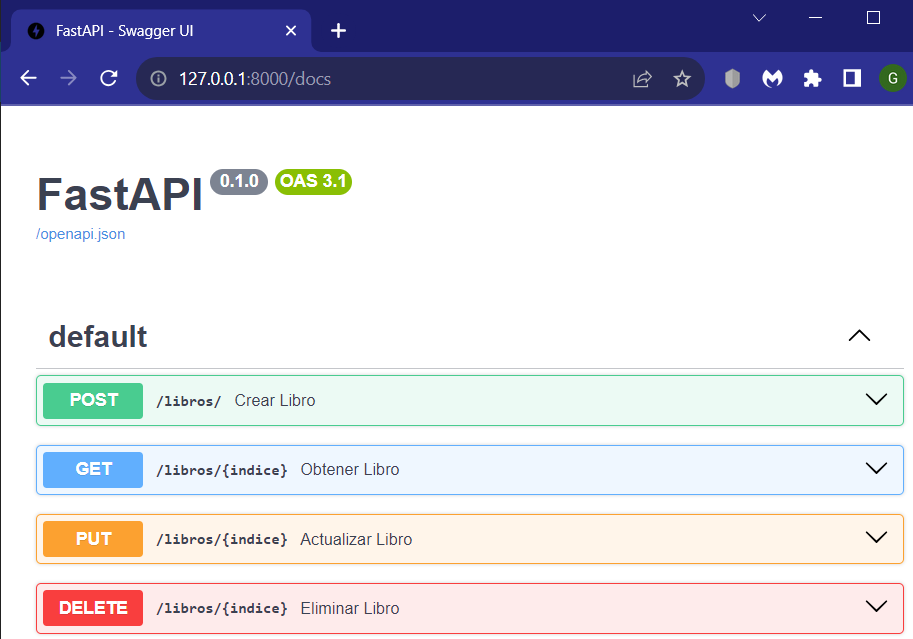 FastAPI - Swagger UI
127.0.0.1:8000/docs
G
FastAPI 0.1.0 OAS 3.1
/openapi.json
default
POST /libros/ Crear Libro
GET /libros/{indice} Obtener Libro
PUT /libros/{indice} Actualizar Libro
DELETE /libros/{indice} Eliminar Libro